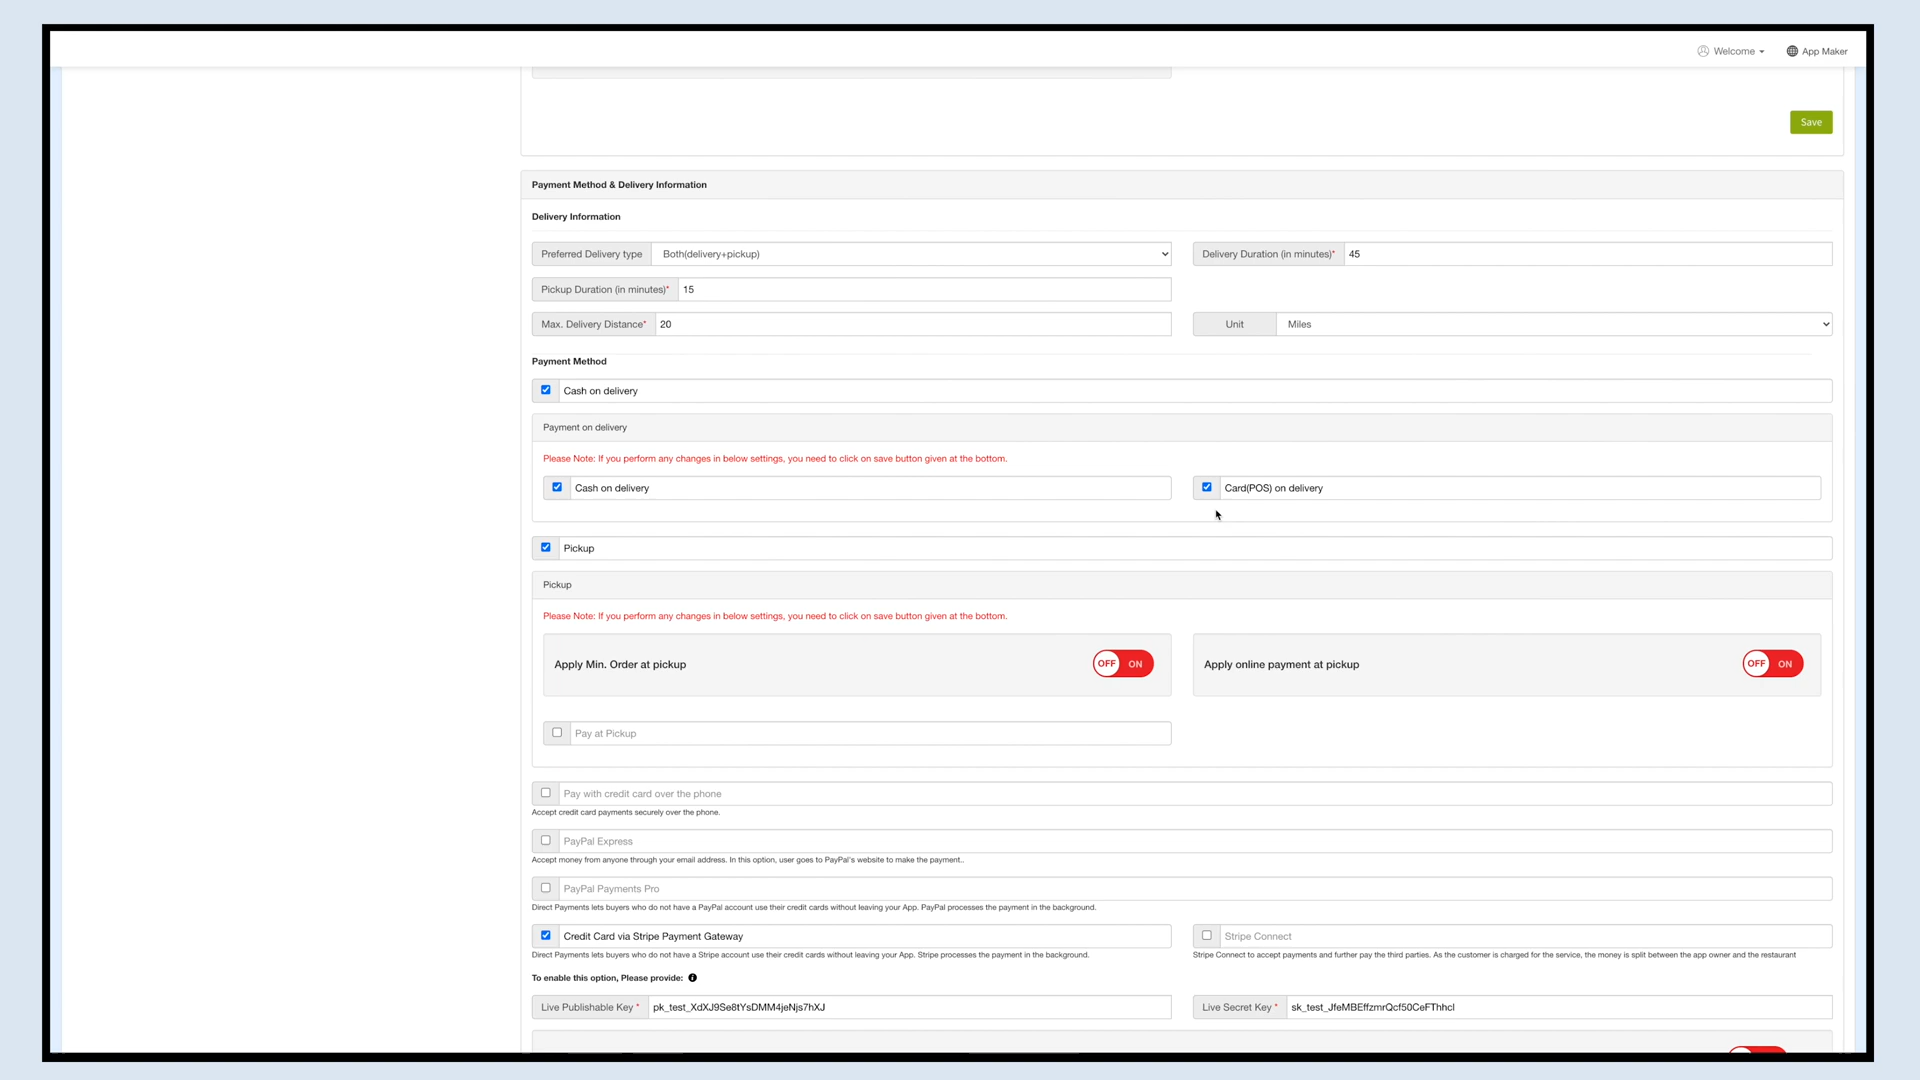 Welcome
App Maker
Save
Payment Method & Delivery Information
Delivery Information
Preferred Delivery type Both(delivery+pickup) Delivery Duration (in minutes)* 45
Pickup Duration (in minutes)* 15
Max. Delivery Distance* 20 Unit Miles
Payment Method
Cash on delivery
Payment on delivery
Please Note: If you perform any changes in below settings, you need to click on save button given at the bottom.
Cash on delivery Card(POS) on delivery
Pickup
Pickup
Please Note: If you perform any changes in below settings, you need to click on save button given at the bottom.
Apply Min. Order at pickup OFF ON Apply online payment at pickup OFF ON
Pay at Pickup
Pay with credit card over the phone
Accept credit card payments securely over the phone.
PayPal Express
Accept money from anyone through your email address. In this option, user goes to PayPal's website to make the payment..
PayPal Payments Pro
Direct Payments lets buyers who do not have a PayPal account use their credit cards without leaving your App. PayPal processes the payment in the background.
Credit Card via Stripe Payment Gateway Stripe Connect
Direct Payments lets buyers who do not have a Stripe account use their credit cards without leaving your App. Stripe processes the payment in the background. Stripe Connect to accept payments and further pay the third parties. As the customer is charged for the service, the money is split between the app owner and the restaurant
To enable this option, Please provide:
Live Publishable Key * pk_test_XdXJ9Se8tYsDMM4jeNjs7hXJ Live Secret Key * sk_test_JfeMBEffzmrQcf50CeFThhcI